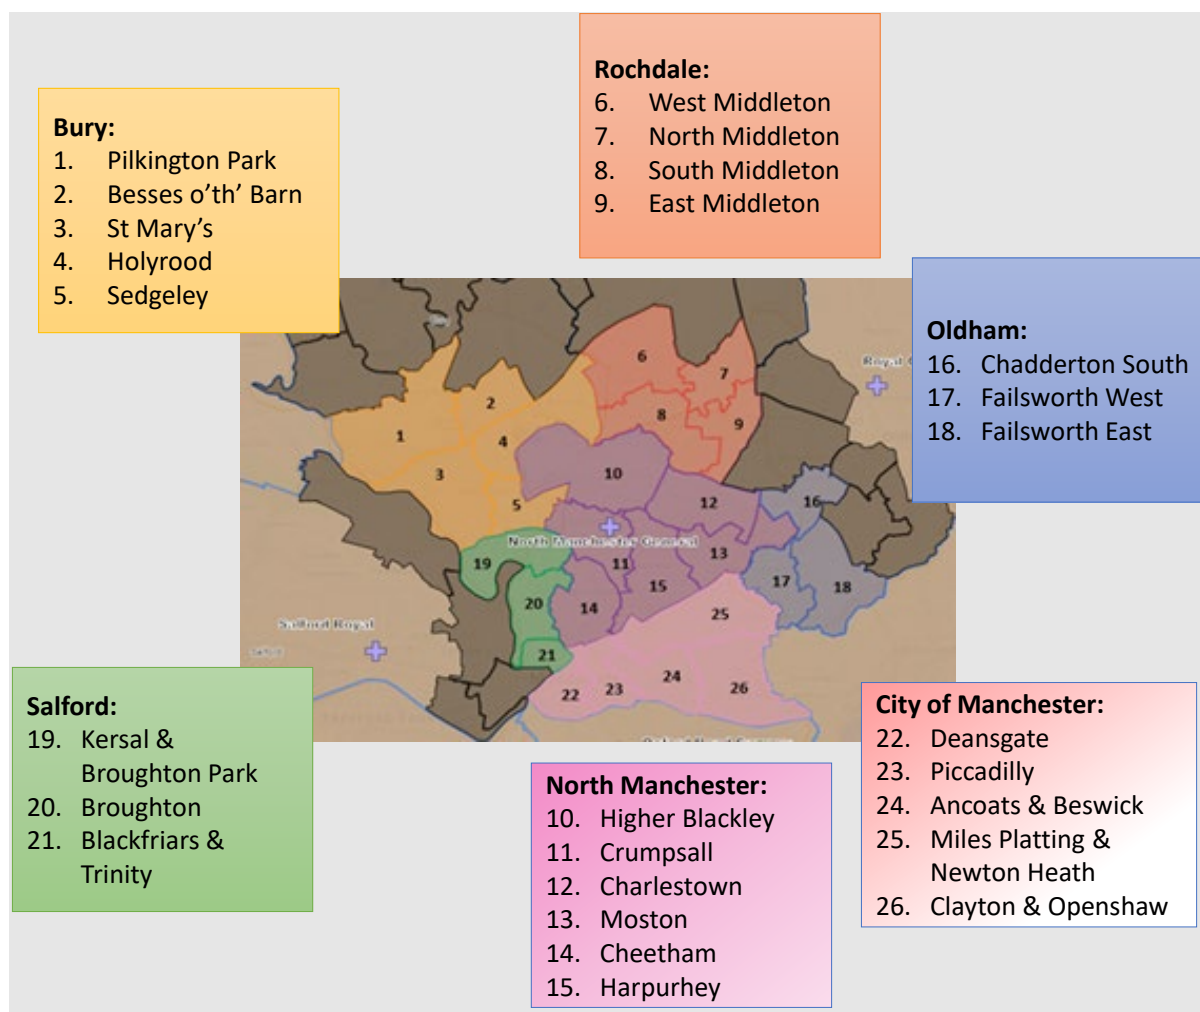 Rochdale:
6. West Middleton
7. North Middleton
8. South Middleton
9. East Middleton
Bury:
1. Pilkington Park
2. Besses o’th’ Barn
3. St Mary’s
4. Holyrood
5. Sedgeley
Oldham:
16. Chadderton South
17. Failsworth West
18. Failsworth East
6
7
2
8
9
1
4
3
10
12
16
5
North Manchester General
19
11
13
15
17
18
20
14
25
Salford Royal
21
24
22
23
26
Salford:
19. Kersal &
Broughton Park
20. Broughton
21. Blackfriars &
Trinity
North Manchester:
10. Higher Blackley
11. Crumpsall
12. Charlestown
13. Moston
14. Cheetham
15. Harpurhey
City of Manchester:
22. Deansgate
23. Piccadilly
24. Ancoats & Beswick
25. Miles Platting &
Newton Heath
26. Clayton & Openshaw